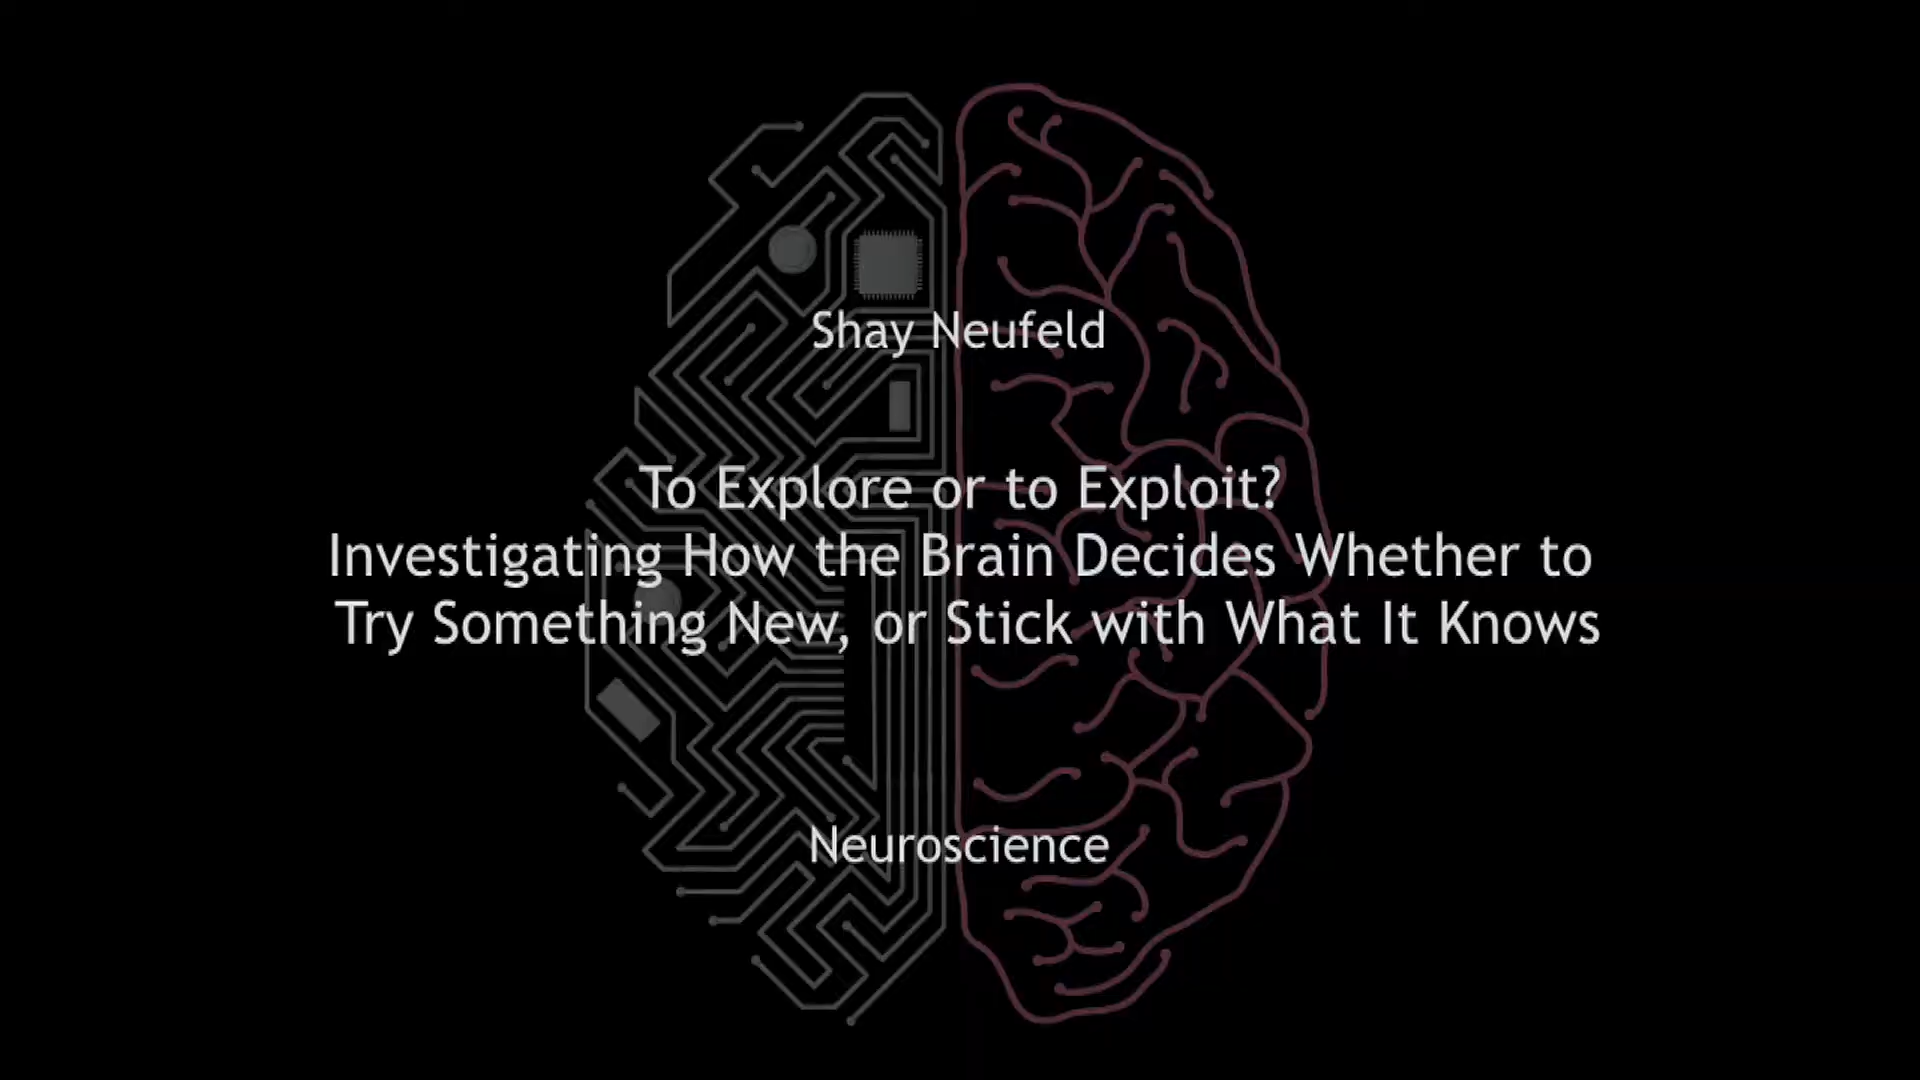 Shay Neufeld
To Explore or to Exploit?
Investigating How the Brain Decides Whether to
Try Something New, or Stick with What It Knows
Neuroscience